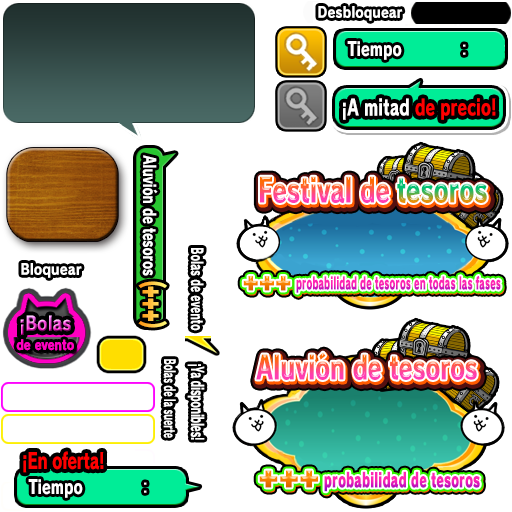 Desbloquear
Tiempo :
¡A mitad de precio!
Aluvión de tesoros
(+++)
Festival de tesoros
+++ probabilidad de tesoros en todas las fases
Bloquear
Bolas de evento
¡Bolas
de evento
¡Ya disponibles!
Bolas de la suerte
Aluvión de tesoros
+++ probabilidad de tesoros
¡En oferta!
Tiempo :